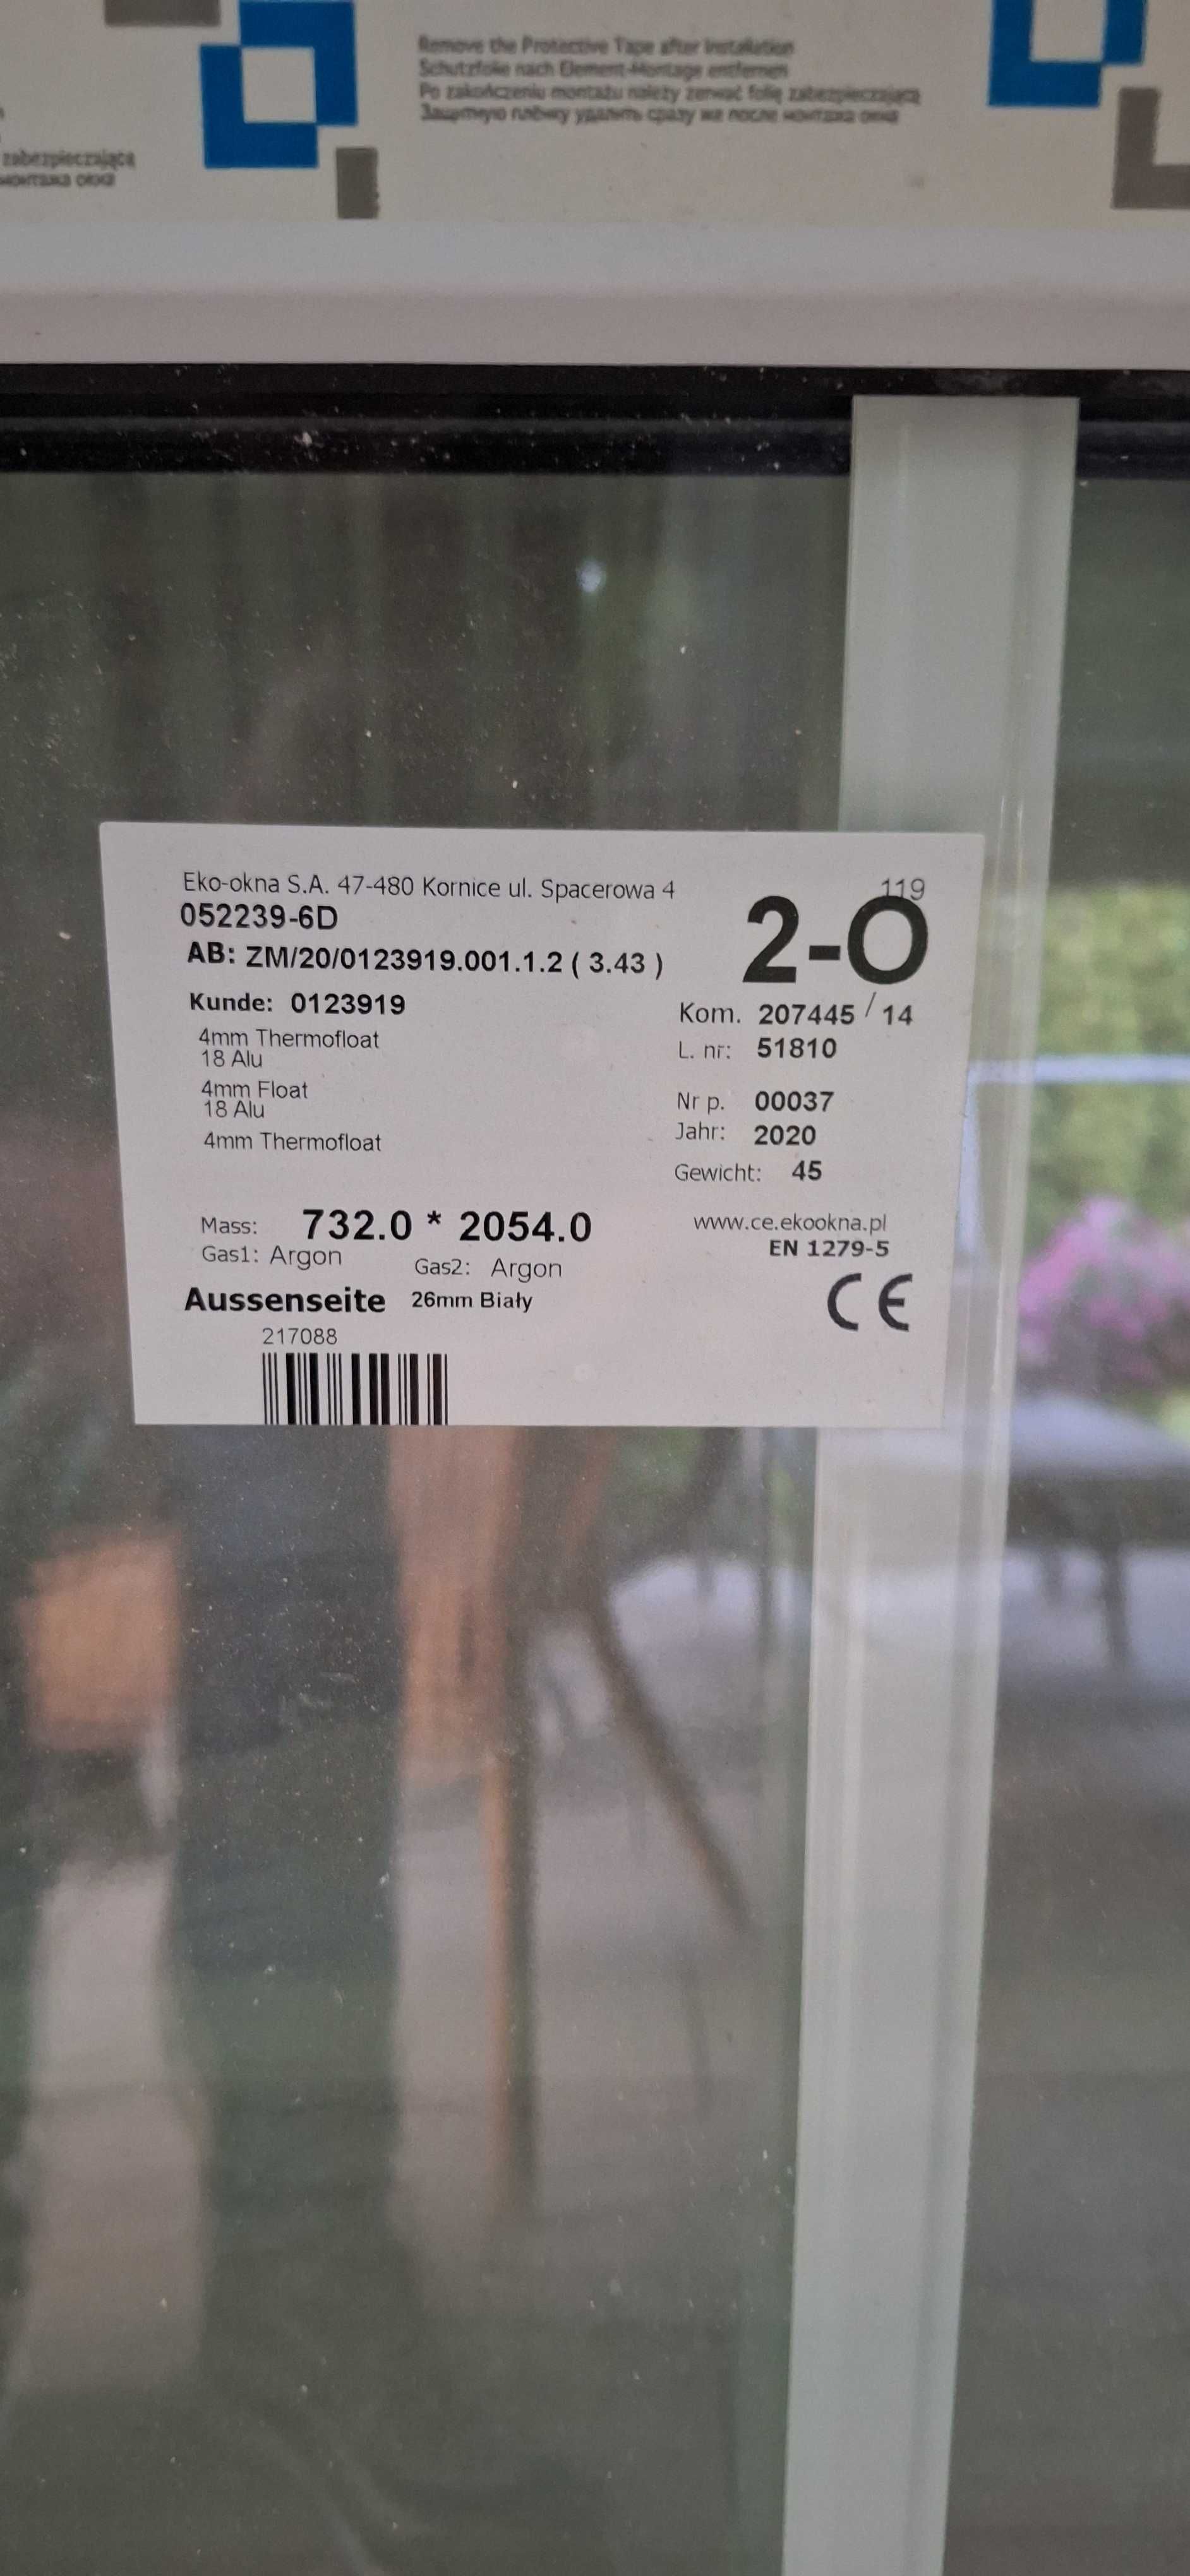 Remove the Protective Tape after Installation
Schutzfolie nach Element-Montage entfernen
Po zakończeniu montażu należy zerwać folię zabezpieczającą
Защитную плёнку удалить сразу же после монтажа окна
zabezpieczającą
монтажа окна
Eko-okna S.A. 47-480 Kornice ul. Spacerowa 4
119
052239-6D
2-O
AB: ZM/20/0123919.001.1.2 ( 3.43 )
Kunde: 0123919
Kom. 207445 / 14
4mm Thermofloat
18 Alu
L. nr: 51810
4mm Float
18 Alu
Nr p. 00037
4mm Thermofloat
Jahr: 2020
Gewicht: 45
Mass: 732.0 * 2054.0
www.ce.ekookna.pl
Gas1: Argon Gas2: Argon
EN 1279-5
Aussenseite 26mm Biały
CE
217088